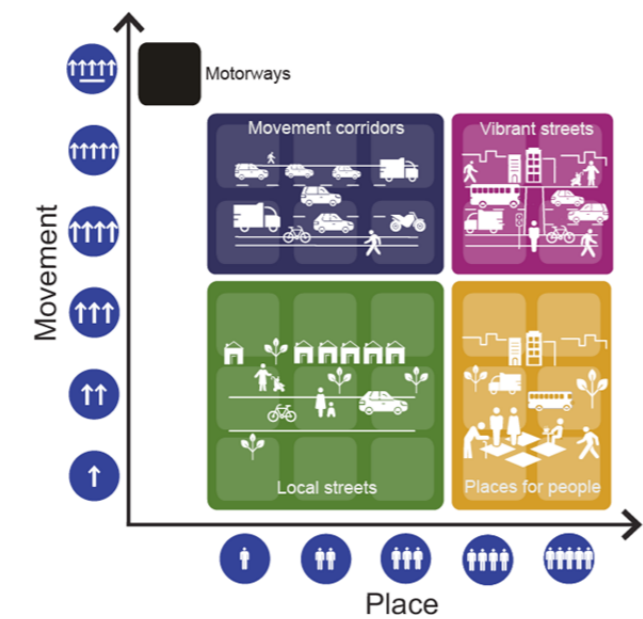 Motorways
Movement corridors
Vibrant streets
Movement
Local streets
Places for people
Place